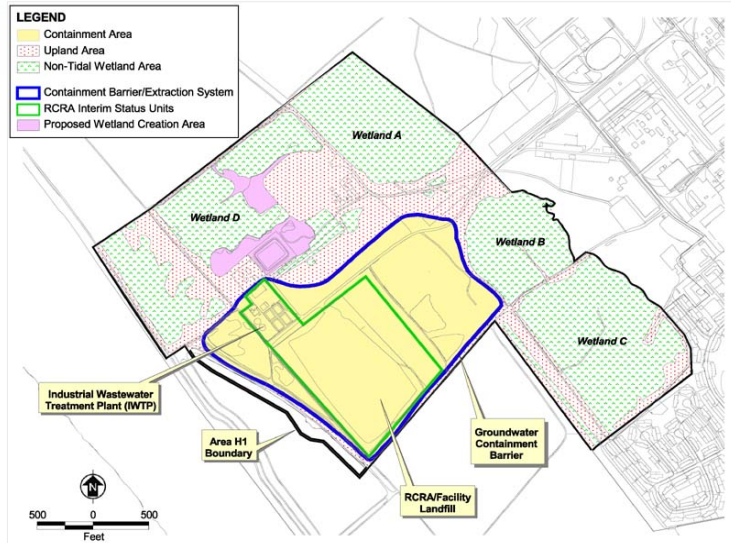 LEGEND
Containment Area
Upland Area
Non-Tidal Wetland Area
Containment Barrier/Extraction System
RCRA Interim Status Units
Proposed Wetland Creation Area
Wetland A
Wetland D
Wetland B
Wetland C
Industrial Wastewater
Treatment Plant (IWTP)
Area H1
Boundary
Groundwater
Containment
Barrier
RCRA/Facility
Landfill
N
500 0 500
Feet